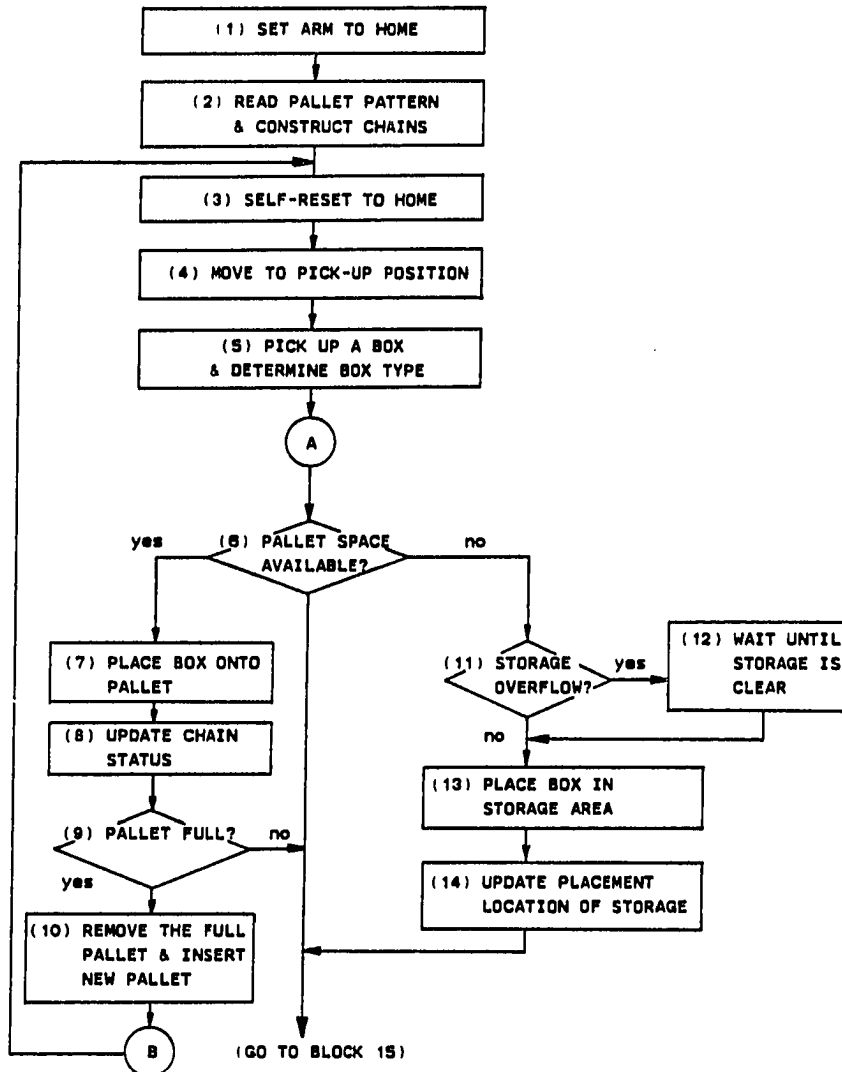 (1) SET ARM TO HOME
(2) READ PALLET PATTERN
& CONSTRUCT CHAINS
(3) SELF-RESET TO HOME
(4) MOVE TO PICK-UP POSITION
(5) PICK UP A BOX
& DETERMINE BOX TYPE
A
yes
(6) PALLET SPACE
AVAILABLE?
no
(7) PLACE BOX ONTO
PALLET
(8) UPDATE CHAIN
STATUS
(9) PALLET FULL?
no
yes
(10) REMOVE THE FULL
PALLET & INSERT
NEW PALLET
B
(11) STORAGE
OVERFLOW?
yes
no
(12) WAIT UNTIL
STORAGE IS
CLEAR
(13) PLACE BOX IN
STORAGE AREA
(14) UPDATE PLACEMENT
LOCATION OF STORAGE
(GO TO BLOCK 15)